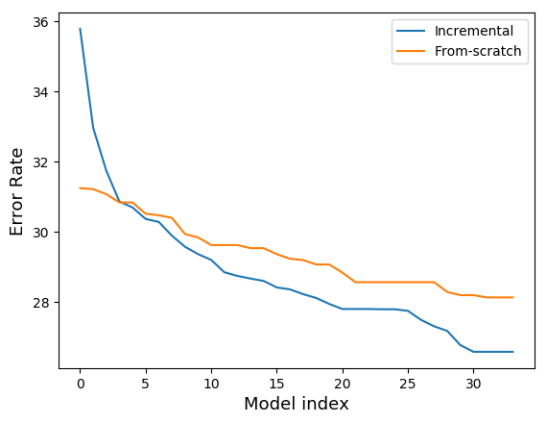 Incremental
From-scratch
Error Rate
36
34
32
30
28
0 5 10 15 20 25 30
Model index